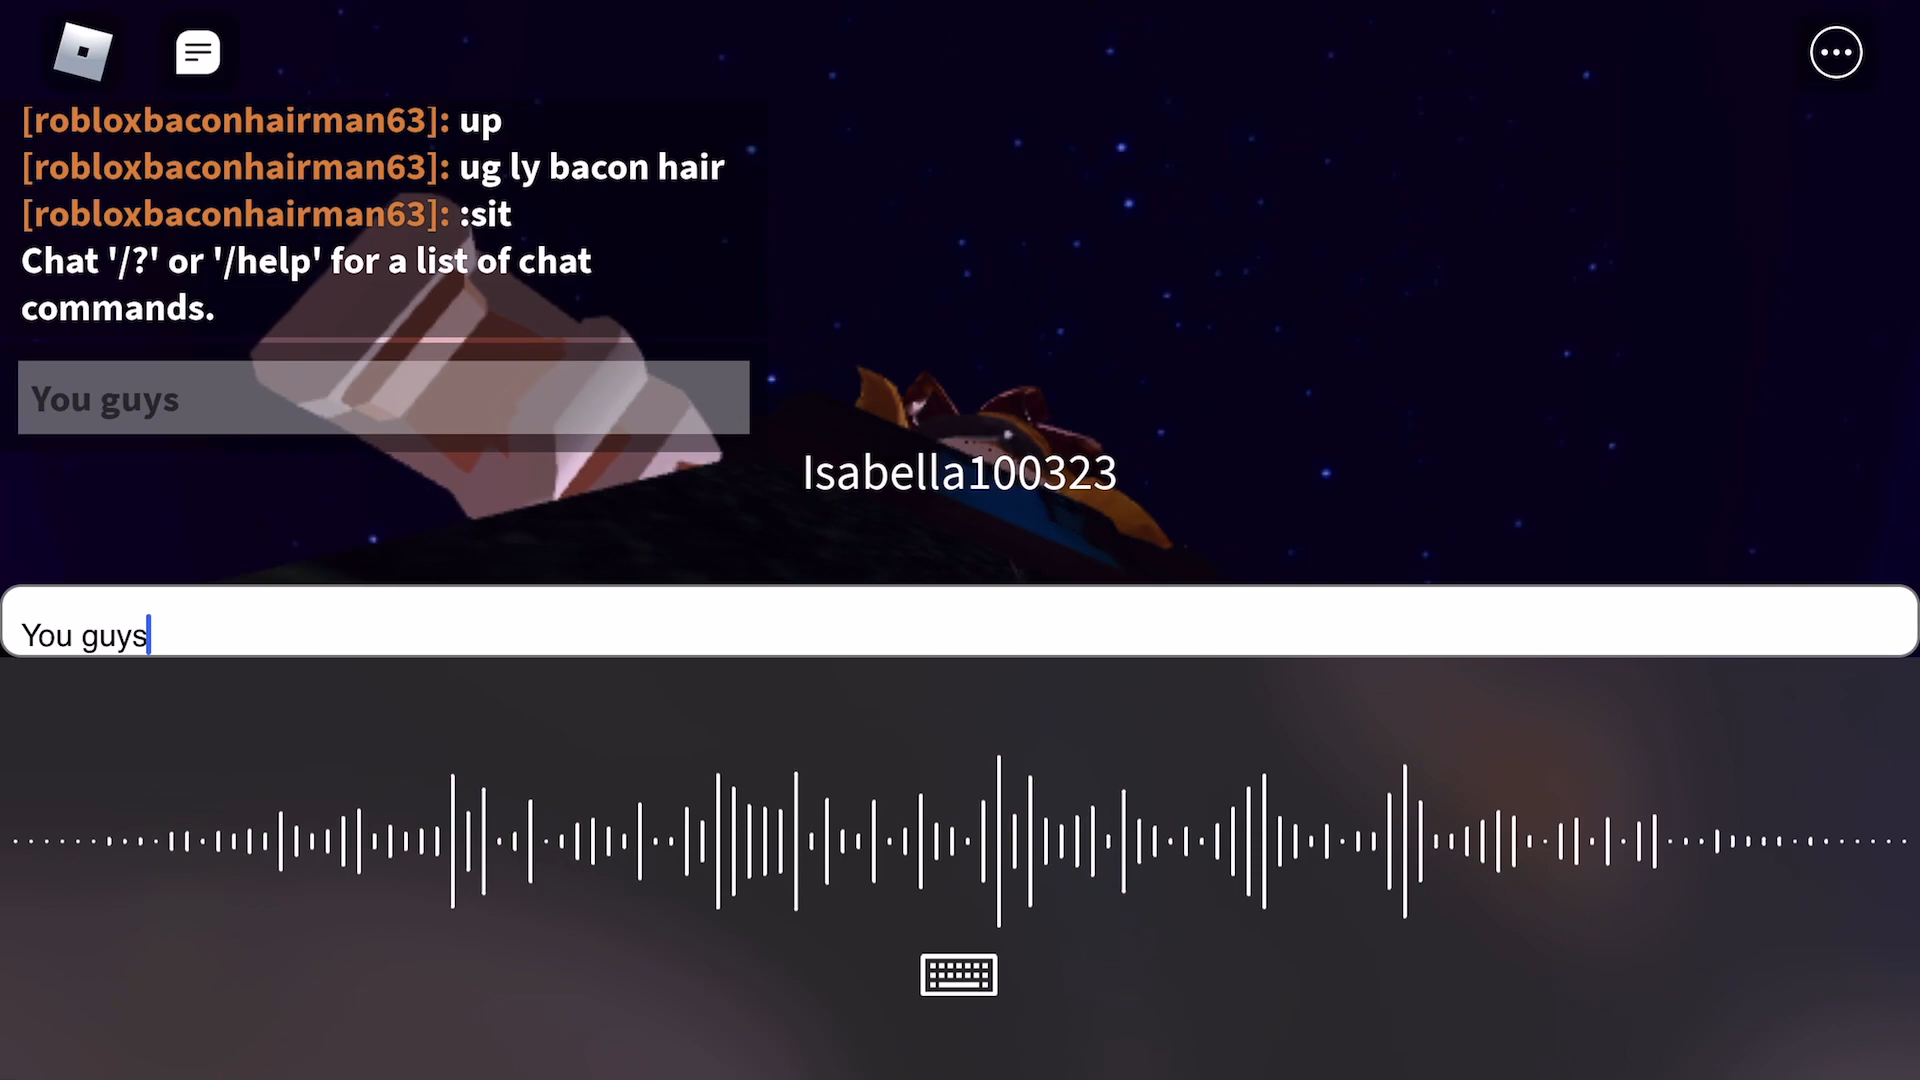 [robloxbaconhairman63]: up
[robloxbaconhairman63]: ug ly bacon hair
[robloxbaconhairman63]: :sit
Chat '/?' or '/help' for a list of chat
commands.
You guys
Isabella100323
You guys